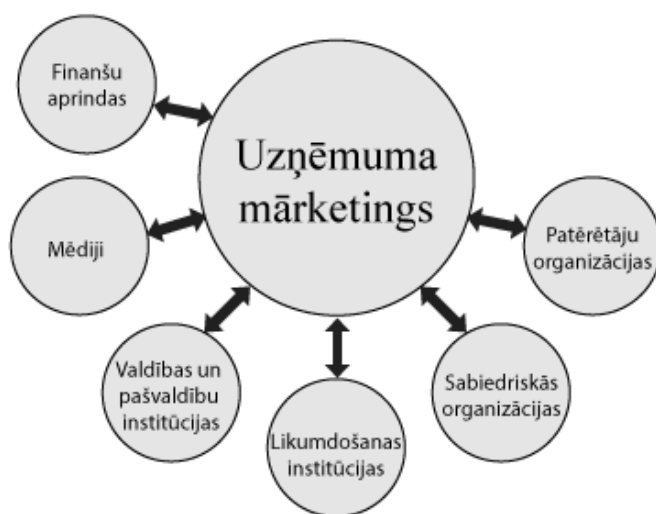 Finanšu
aprindas
Uzņēmuma
mārketings
Mēdiji
Patērētāju
organizācijas
Valdības un
pašvaldību
institūcijas
Likumdošanas
institūcijas
Sabiedriskās
organizācijas